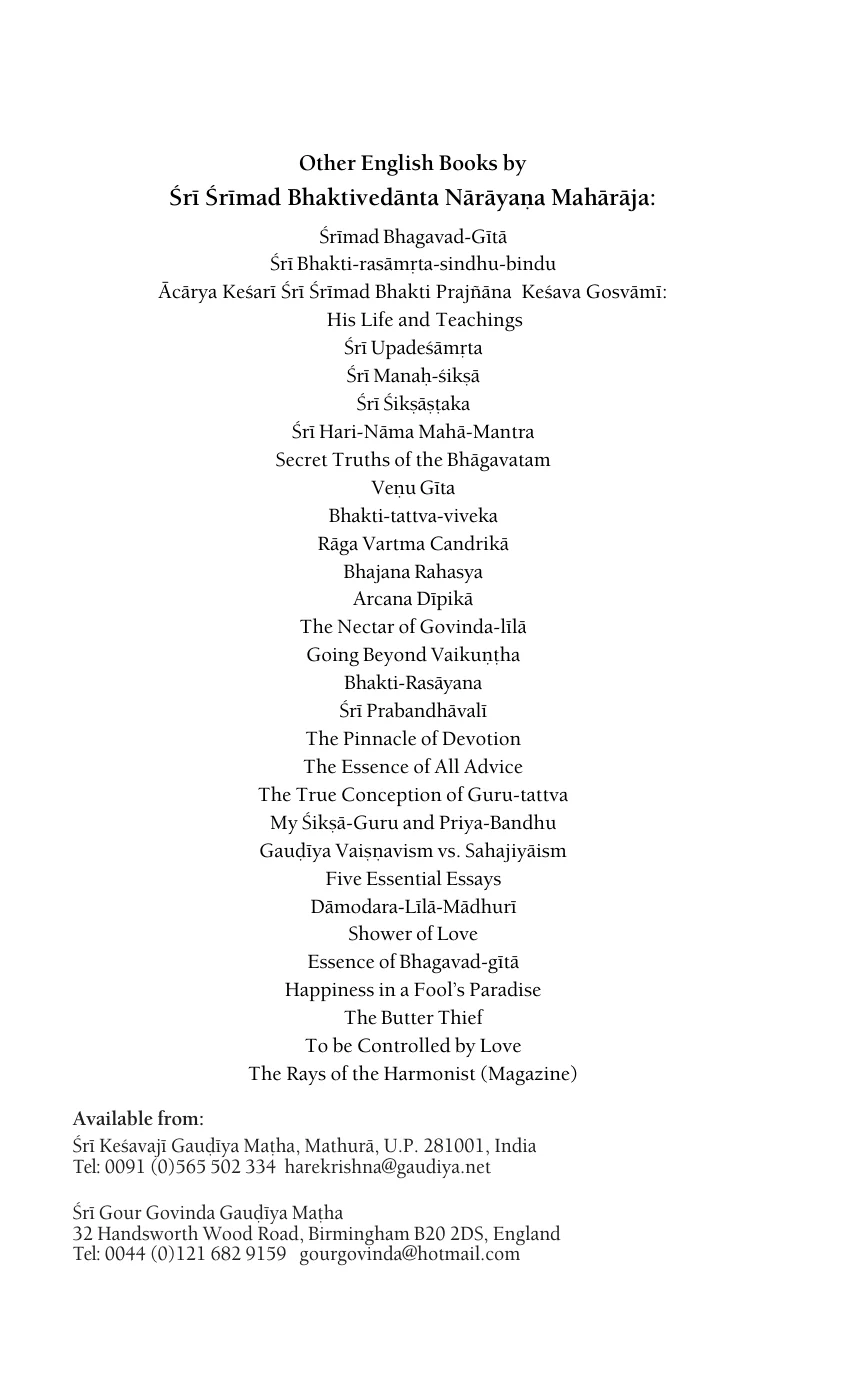 Other English Books by
Śrī Śrīmad Bhaktivedānta Nārāyaṇa Mahārāja:
Śrīmad Bhagavad-Gītā
Śrī Bhakti-rasāmṛta-sindhu-bindu
Ācārya Keśarī Śrī Śrīmad Bhakti Prajñāna Keśava Gosvāmī:
His Life and Teachings
Śrī Upadeśāmṛta
Śrī Manaḥ-śikṣā
Śrī Śikṣāṣṭaka
Śrī Hari-Nāma Mahā-Mantra
Secret Truths of the Bhāgavatam
Veṇu Gīta
Bhakti-tattva-viveka
Rāga Vartma Candrikā
Bhajana Rahasya
Arcana Dīpikā
The Nectar of Govinda-līlā
Going Beyond Vaikuṇṭha
Bhakti-Rasāyana
Śrī Prabandhāvalī
The Pinnacle of Devotion
The Essence of All Advice
The True Conception of Guru-tattva
My Śikṣā-Guru and Priya-Bandhu
Gauḍīya Vaiṣṇavism vs. Sahajiyāism
Five Essential Essays
Dāmodara-Līlā-Mādhurī
Shower of Love
Essence of Bhagavad-gītā
Happiness in a Fool’s Paradise
The Butter Thief
To be Controlled by Love
The Rays of the Harmonist (Magazine)
Available from:
Śrī Keśavajī Gauḍīya Maṭha, Mathurā, U.P. 281001, India
Tel: 0091 (0)565 502 334 harekrishna@gaudiya.net
Śrī Gour Govinda Gauḍīya Maṭha
32 Handsworth Wood Road, Birmingham B20 2DS, England
Tel: 0044 (0)121 682 9159 gourgovinda@hotmail.com